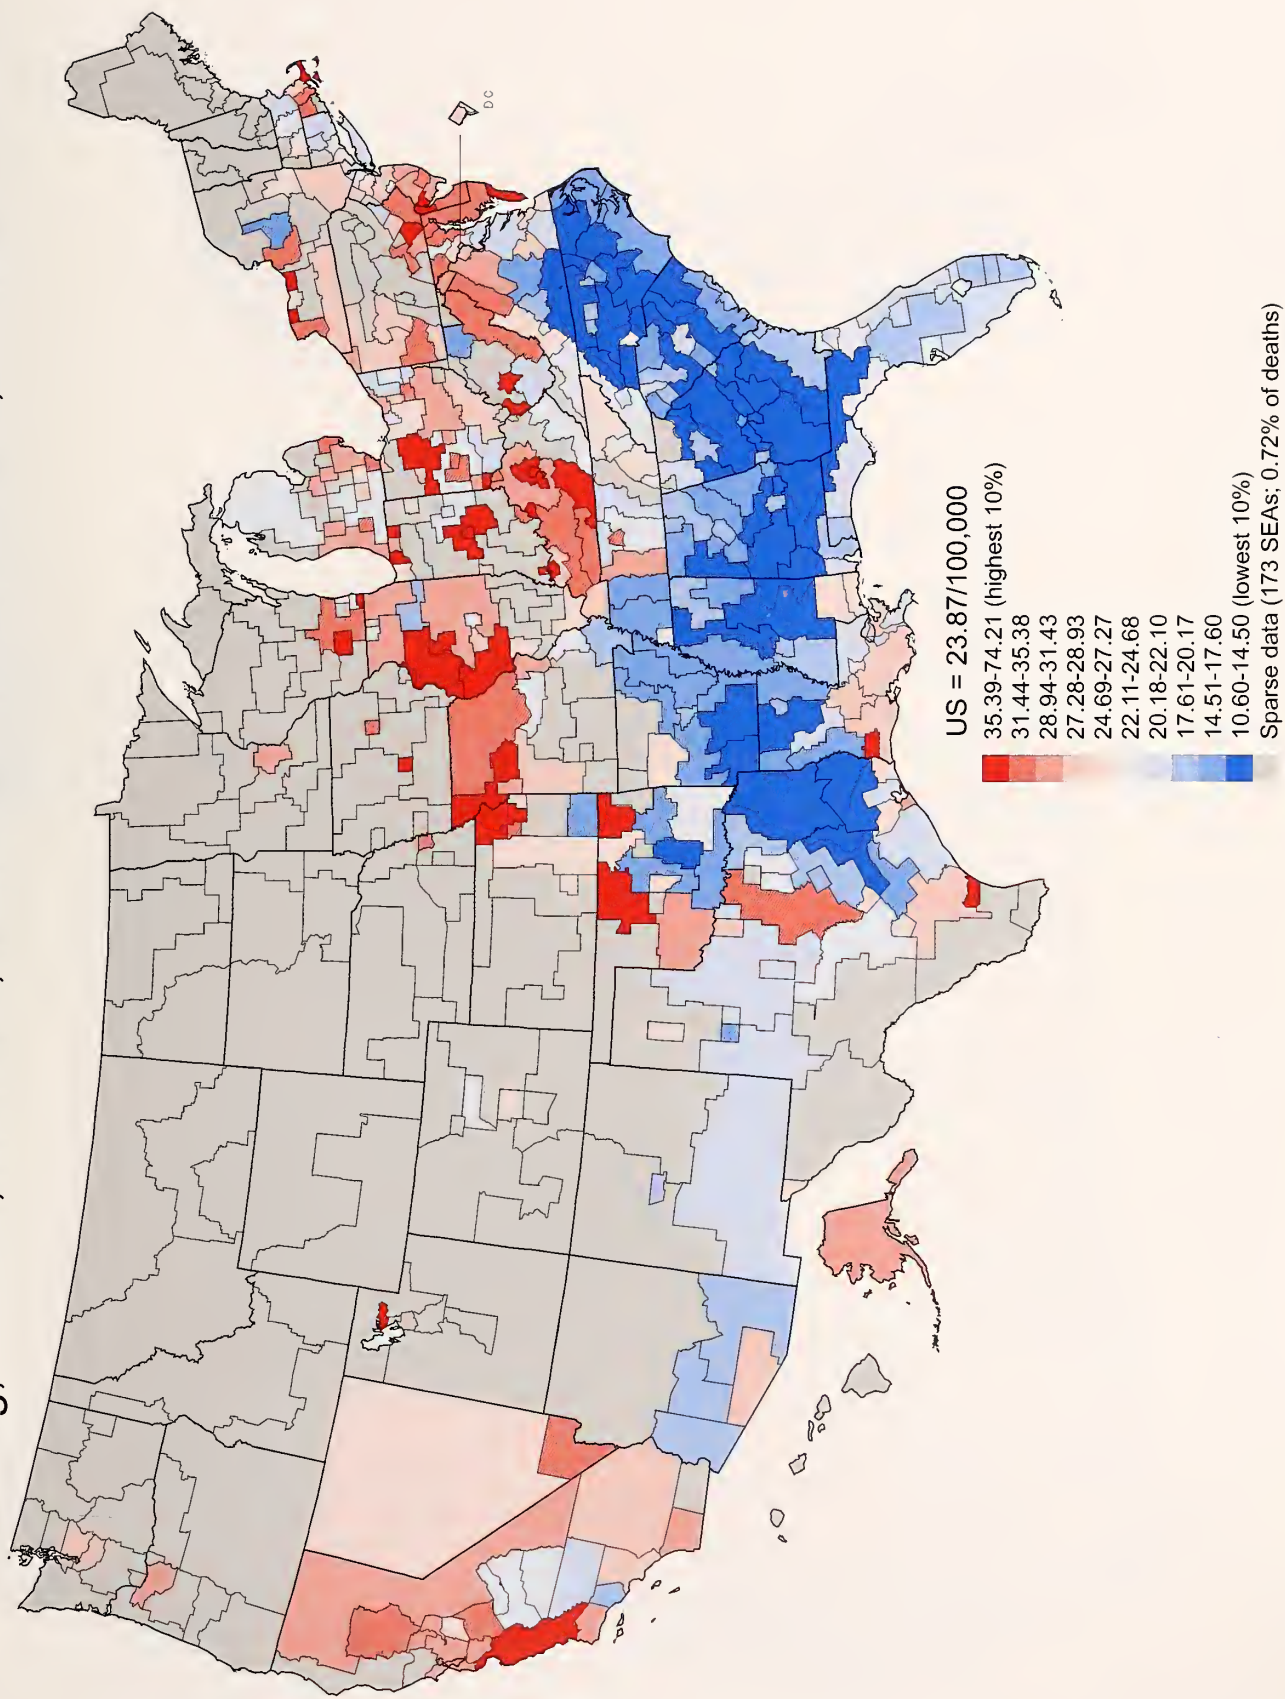 DC
US = 23.87/100,000
35.39-74.21 (highest 10%)
31.44-35.38
28.94-31.43
27.28-28.93
24.69-27.27
22.11-24.68
20.18-22.10
17.61-20.17
14.51-17.60
10.60-14.50 (lowest 10%)
Sparse data (173 SEAs; 0.72% of deaths)